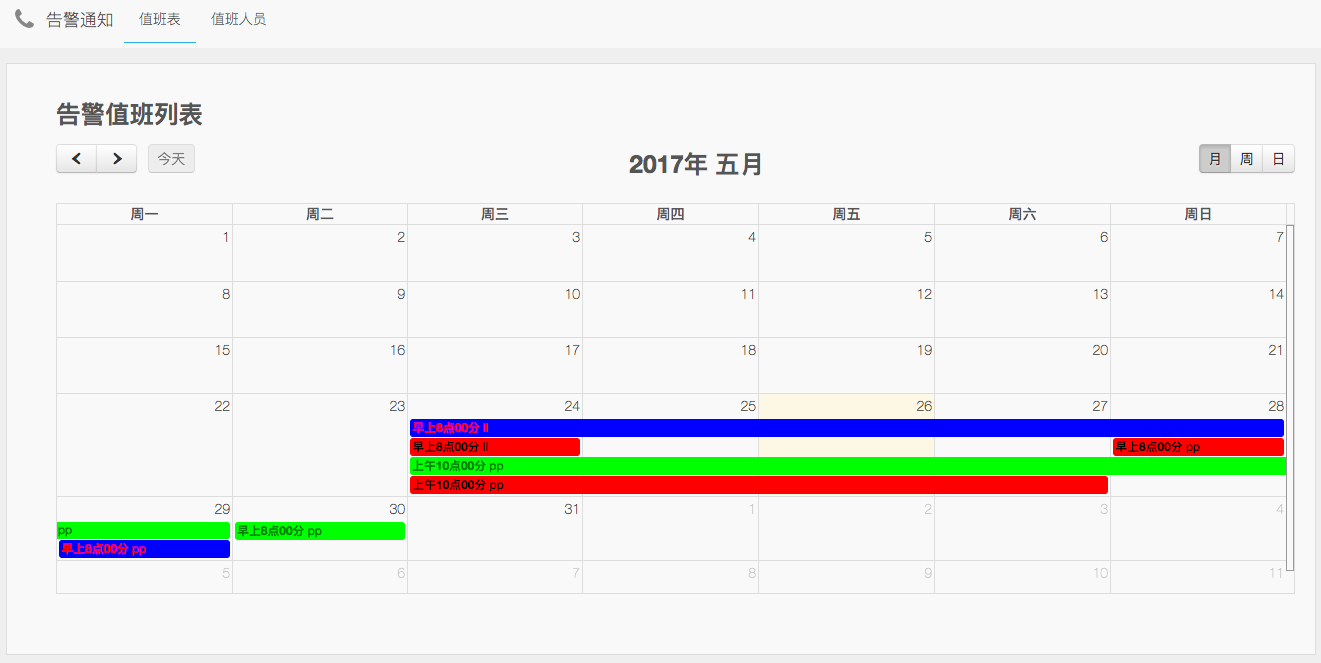 告警通知 值班表 值班人员
告警值班列表
今天 2017年 五月 月 周 日
周一 周二 周三 周四 周五 周六 周日
1 2 3 4 5 6 7
8 9 10 11 12 13 14
15 16 17 18 19 20 21
22 23 24 25 26 27 28
早上8点00分 ll
早上8点00分 ll 早上8点00分 pp
上午10点00分 pp
上午10点00分 pp
29 30 31 1 2 3 4
pp 早上8点00分 pp
早上8点00分 pp
5 6 7 8 9 10 11